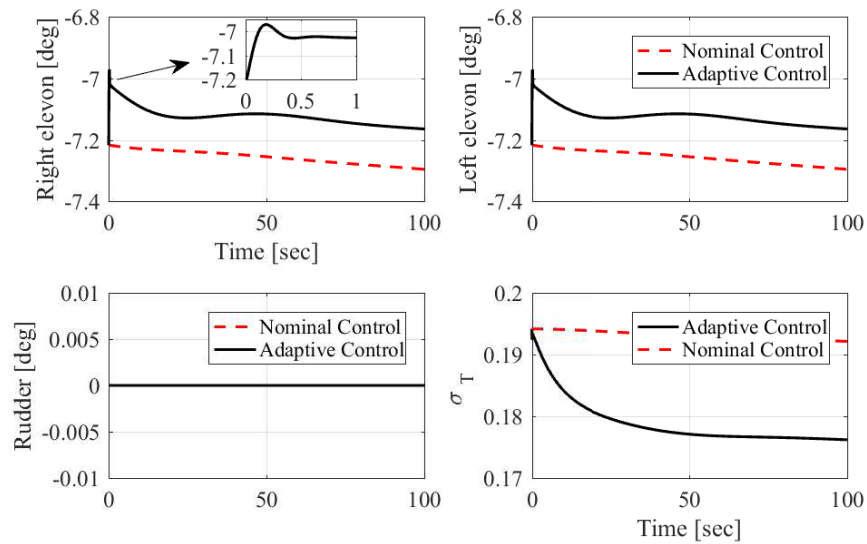 Right elevon [deg]
-6.8
-7
-7.2
-7.4
0
50
100
Time [sec]
-7
-7.1
-7.2
0
0.5
1
Left elevon [deg]
-6.8
-7
-7.2
-7.4
0
50
100
Nominal Control
Adaptive Control
Rudder [deg]
0.01
0.005
0
-0.005
-0.01
0
50
100
Nominal Control
Adaptive Control
σ T
0.2
0.19
0.18
0.17
0
50
100
Time [sec]
Adaptive Control
Nominal Control